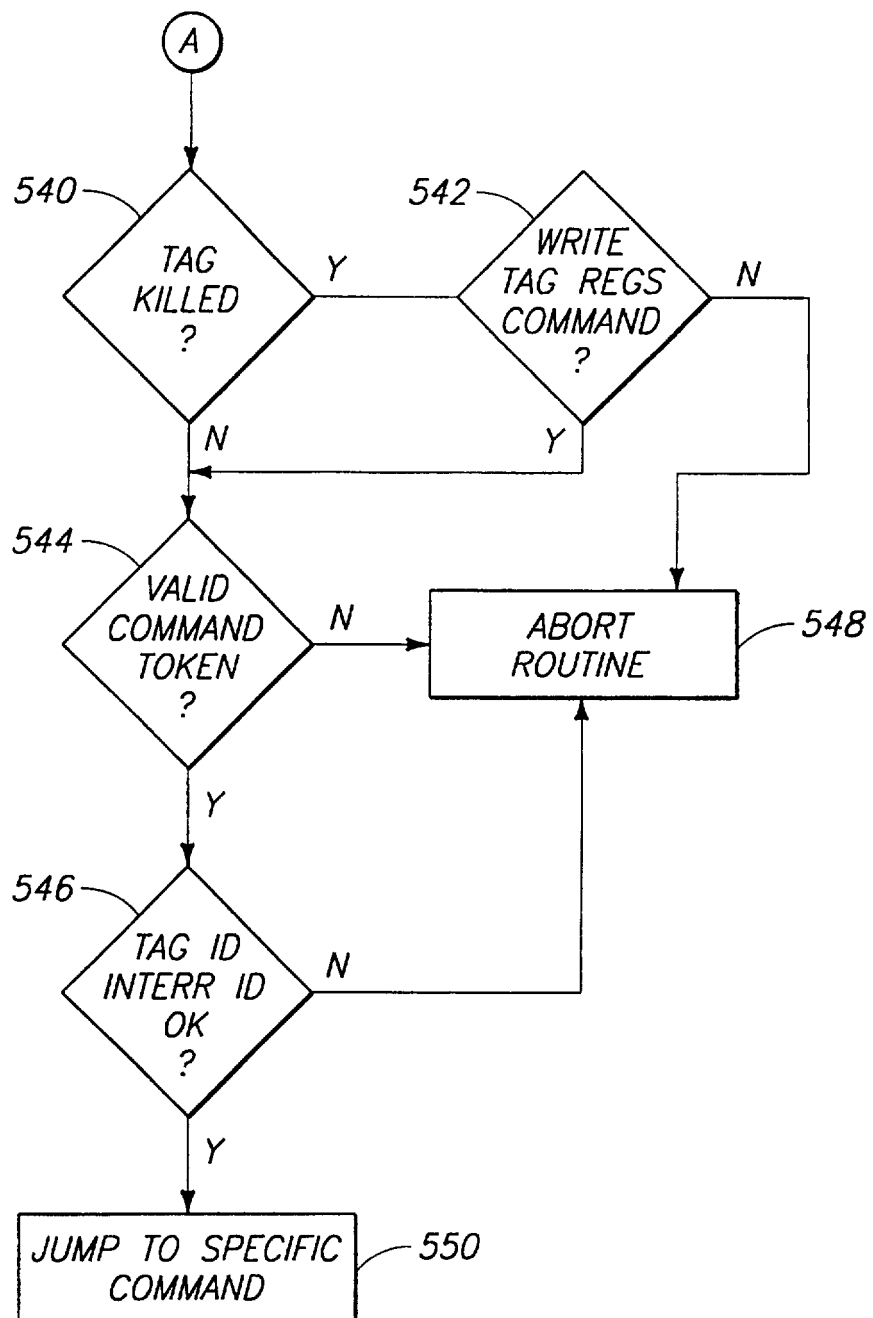 A
540
TAG
KILLED
?
Y
N
542
WRITE
TAG REGS
COMMAND
?
N
Y
544
VALID
COMMAND
TOKEN
?
N
Y
ABORT
ROUTINE
548
546
TAG ID
INTERR ID
OK
?
N
Y
JUMP TO SPECIFIC
COMMAND
550